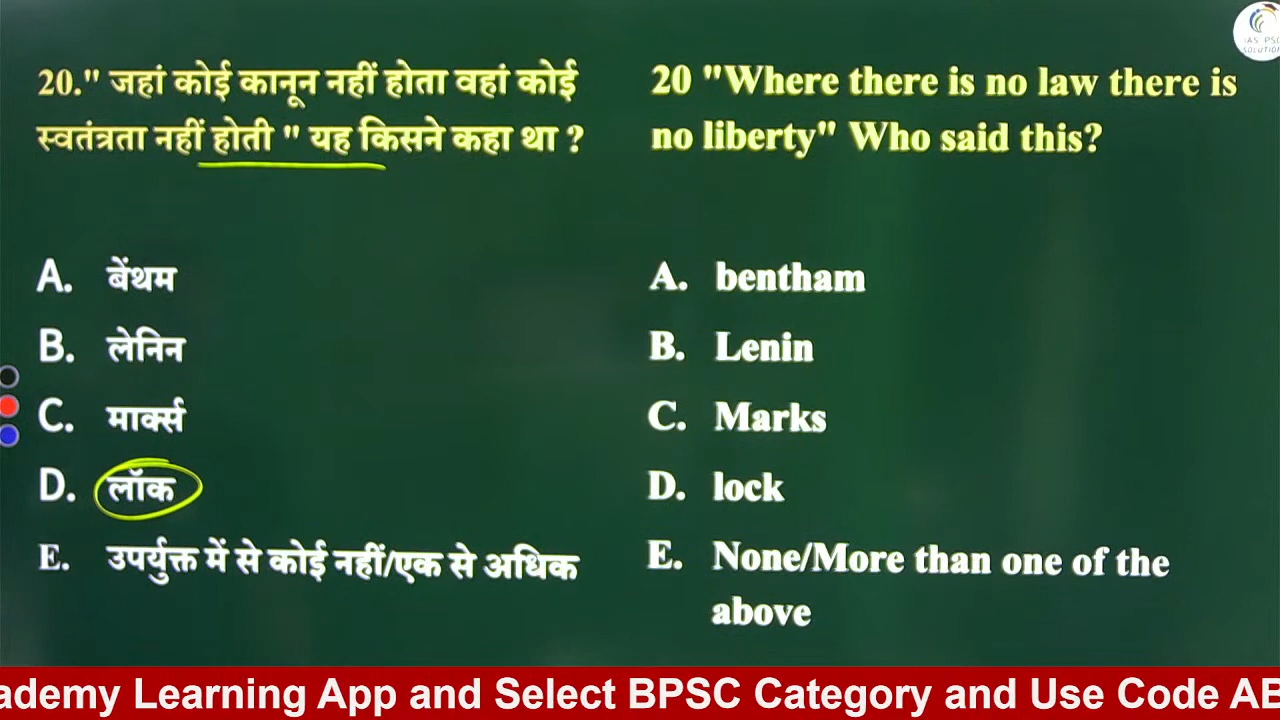 20." जहां कोई कानून नहीं होता वहां कोई
स्वतंत्रता नहीं होती " यह किसने कहा था ?
A. बेंथम
B. लेनिन
C. मार्क्स
D. लॉक
E. उपर्युक्त में से कोई नहीं/एक से अधिक
20 "Where there is no law there is
no liberty" Who said this?
A. bentham
B. Lenin
C. Marks
D. lock
E. None/More than one of the
above
ademy Learning App and Select BPSC Category and Use Code AB